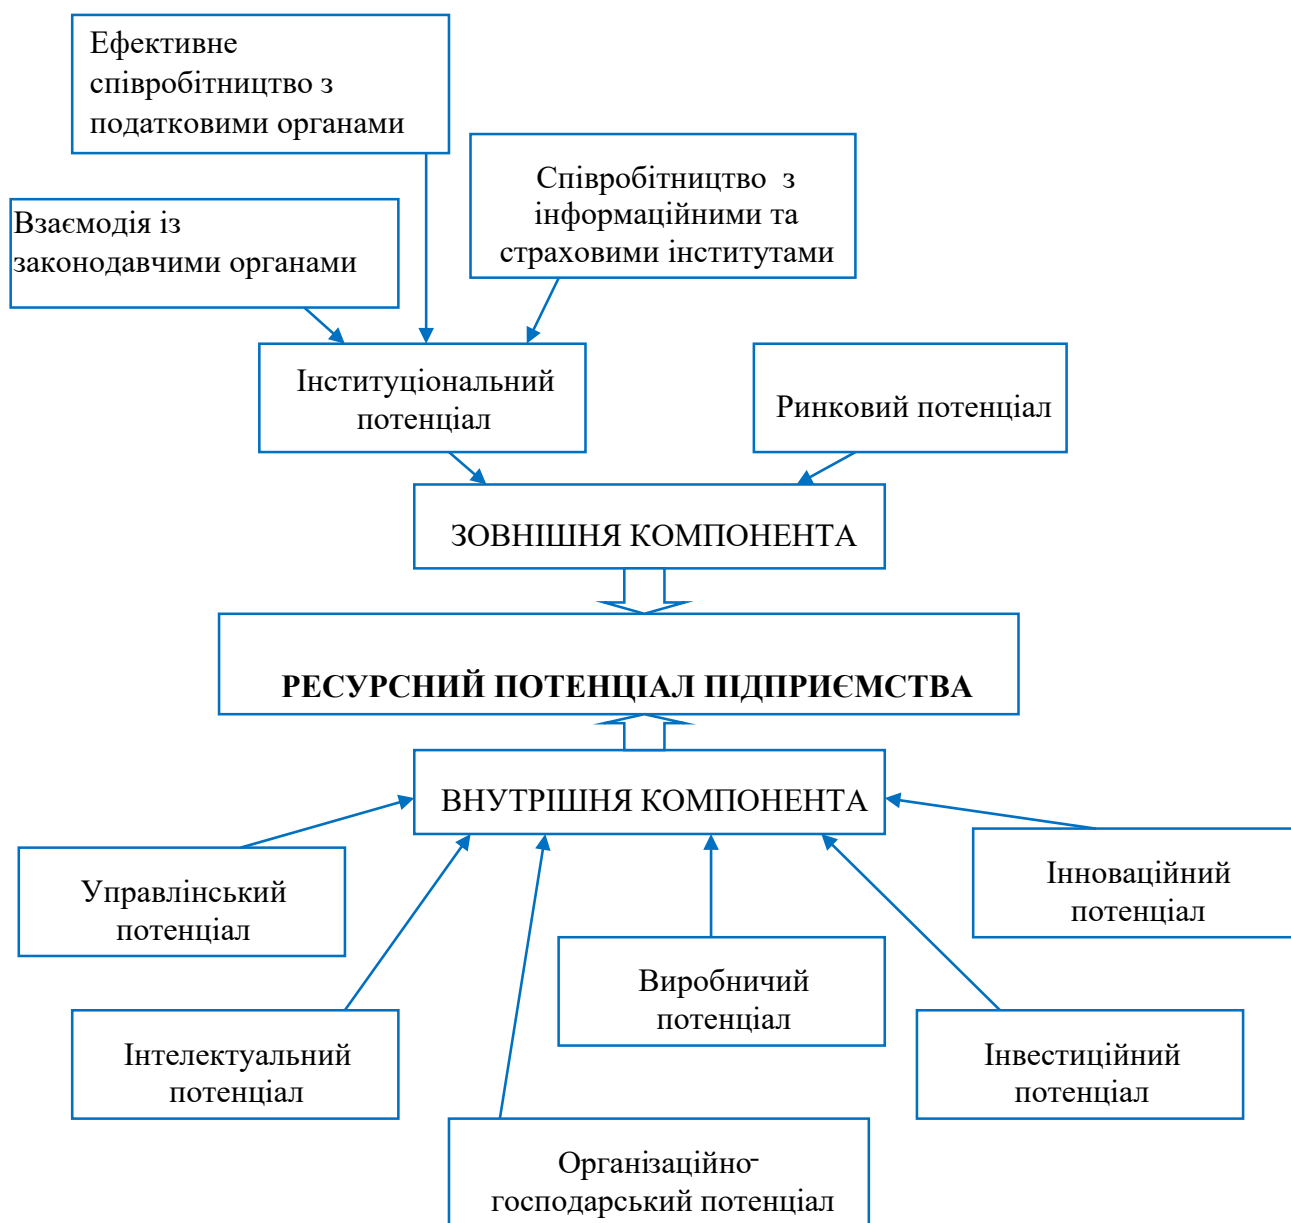 Ефективне
співробітництво з
податковими органами
Співробітництво з
інформаційними та
страховими інститутами
Взаємодія із
законодавчими органами
Інституціональний
потенціал
Ринковий потенціал
ЗОВНІШНЯ КОМПОНЕНТА
РЕСУРСНИЙ ПОТЕНЦІАЛ ПІДПРИЄМСТВА
ВНУТРІШНЯ КОМПОНЕНТА
Управлінський
потенціал
Інноваційний
потенціал
Виробничий
потенціал
Інтелектуальний
потенціал
Інвестиційний
потенціал
Організаційно-
господарський потенціал